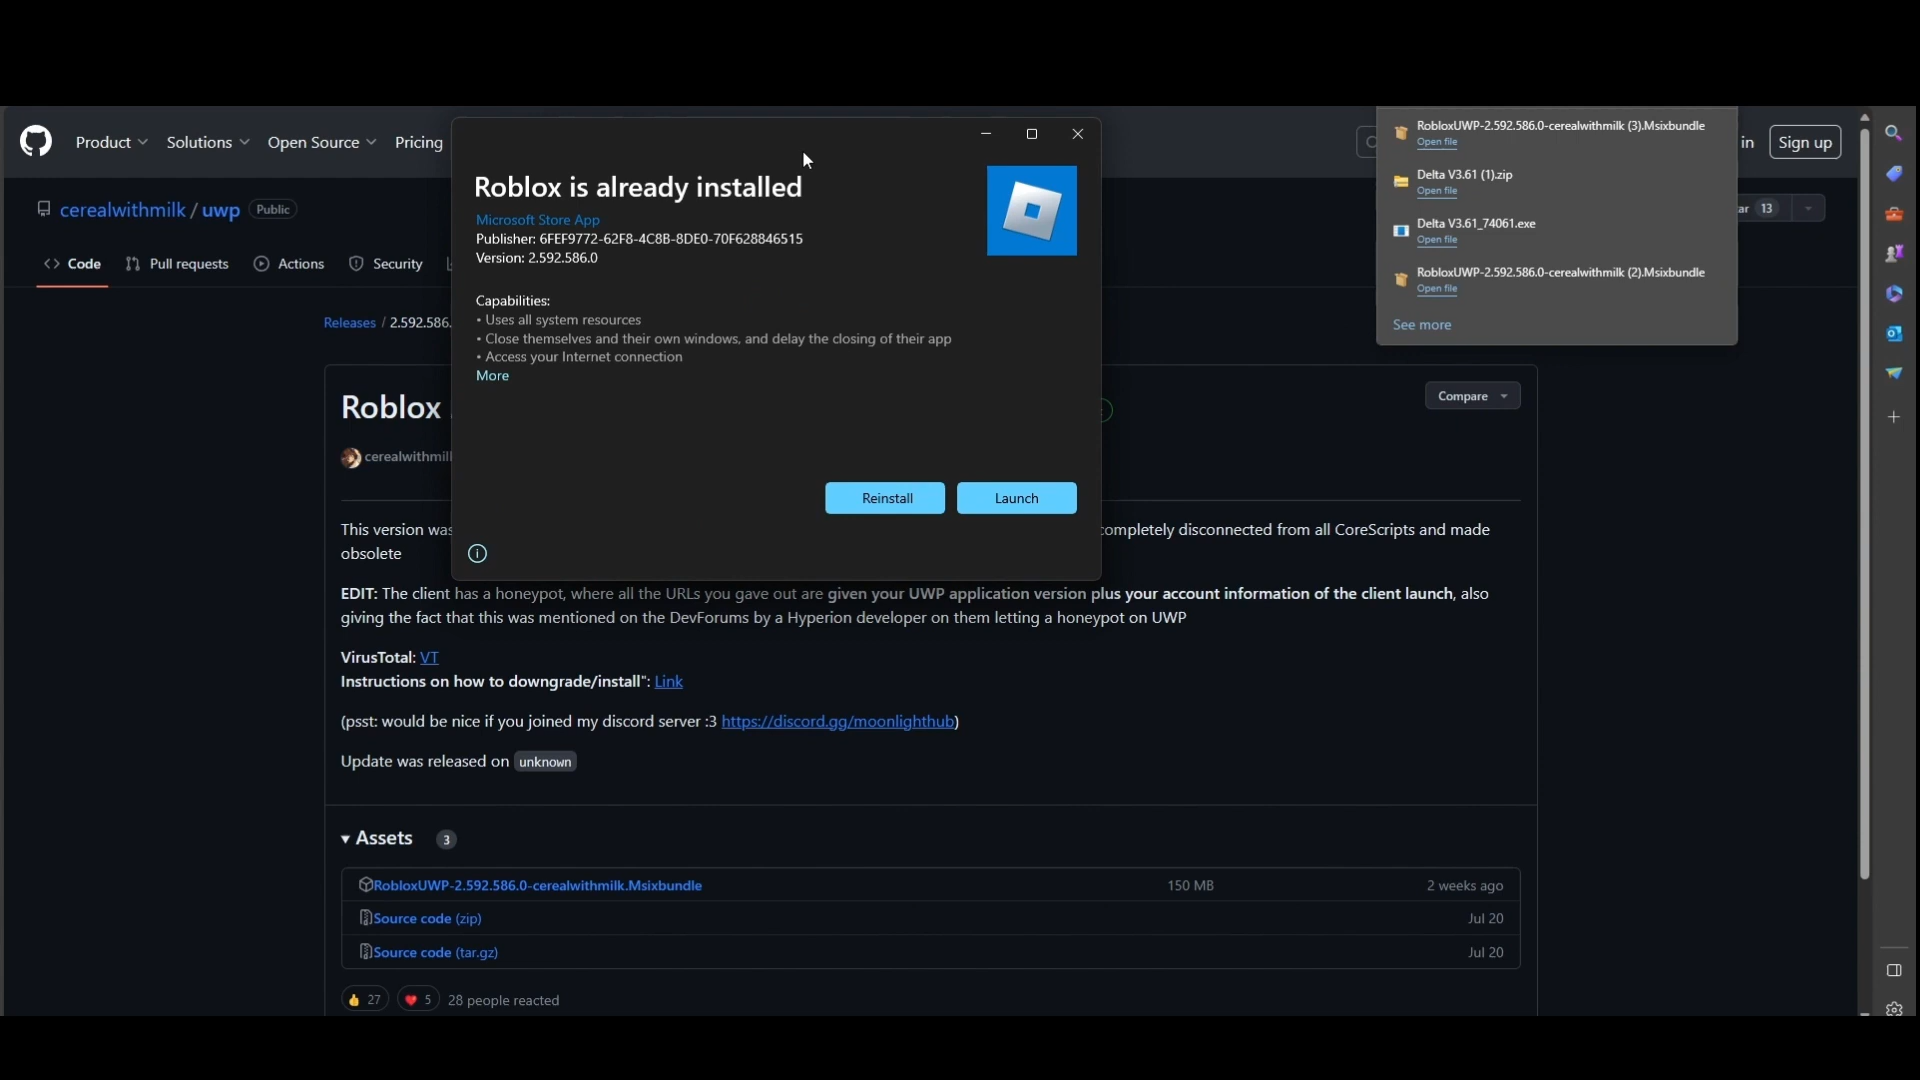 Product
Solutions
Open Source
Pricing
in
Sign up
cerealwithmilk / uwp
Public
ar 13
Code
Pull requests
Actions
Security
Releases / 2.592.586.
Roblox is already installed
Microsoft Store App
Publisher: 6FEF9772-62F8-4C8B-8DE0-70F628846515
Version: 2.592.586.0
Capabilities:
• Uses all system resources
• Close themselves and their own windows, and delay the closing of their app
• Access your Internet connection
More
Reinstall
Launch
RobloxUWP-2.592.586.0-cerealwithmilk (3).Msixbundle
Open file
Delta V3.61 (1).zip
Open file
Delta V3.61_74061.exe
Open file
RobloxUWP-2.592.586.0-cerealwithmilk (2).Msixbundle
Open file
See more
Roblox
Compare
cerealwithmilk
This version was
completely disconnected from all CoreScripts and made
obsolete
EDIT: The client has a honeypot, where all the URLs you gave out are given your UWP application version plus your account information of the client launch, also
giving the fact that this was mentioned on the DevForums by a Hyperion developer on them letting a honeypot on UWP
VirusTotal: VT
Instructions on how to downgrade/install": Link
(psst: would be nice if you joined my discord server :3 https://discord.gg/moonlighthub)
Update was released on unknown
Assets 3
RobloxUWP-2.592.586.0-cerealwithmilk.Msixbundle 150 MB 2 weeks ago
Source code (zip) Jul 20
Source code (tar.gz) Jul 20
👍 27 ❤️ 5 28 people reacted